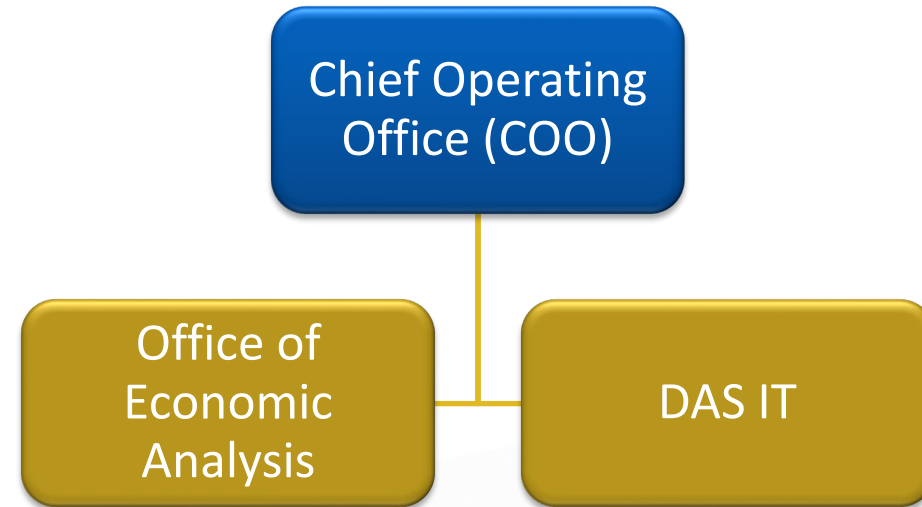 Chief Operating
Office (COO)
Office of
Economic
Analysis
DAS IT